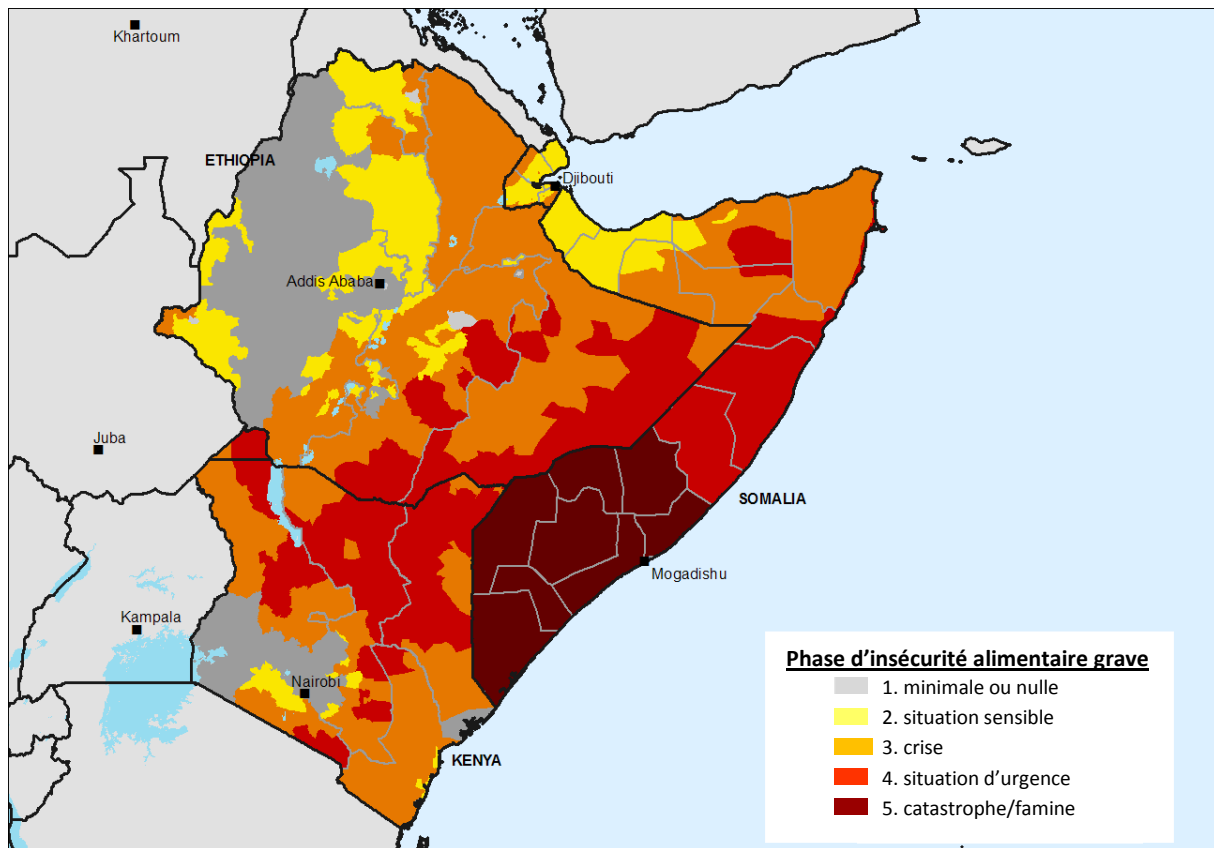 Khartoum
ETHIOPIA
Djibouti
Addis Ababa
Juba
SOMALIA
Mogadishu
Kampala
Nairobi
KENYA
Phase d’insécurité alimentaire grave
1. minimale ou nulle
2. situation sensible
3. crise
4. situation d’urgence
5. catastrophe/famine